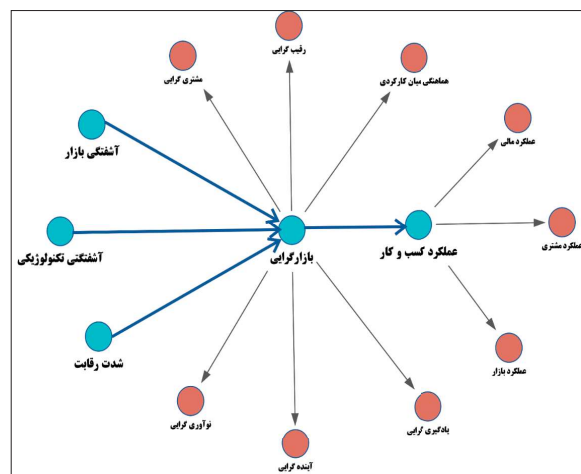 رقیب گرایی
هماهنگی میان کارکردی
مشتری گرایی
عملکرد مالی
آشفتگی بازار
عملکرد مشتری
عملکرد کسب و کار
بازارگرایی
آشفتگتی تکنولوژیکی
شدت رقابت
عملکرد بازار
یادگیری گرایی
نوآوری گرایی
آینده گرایی